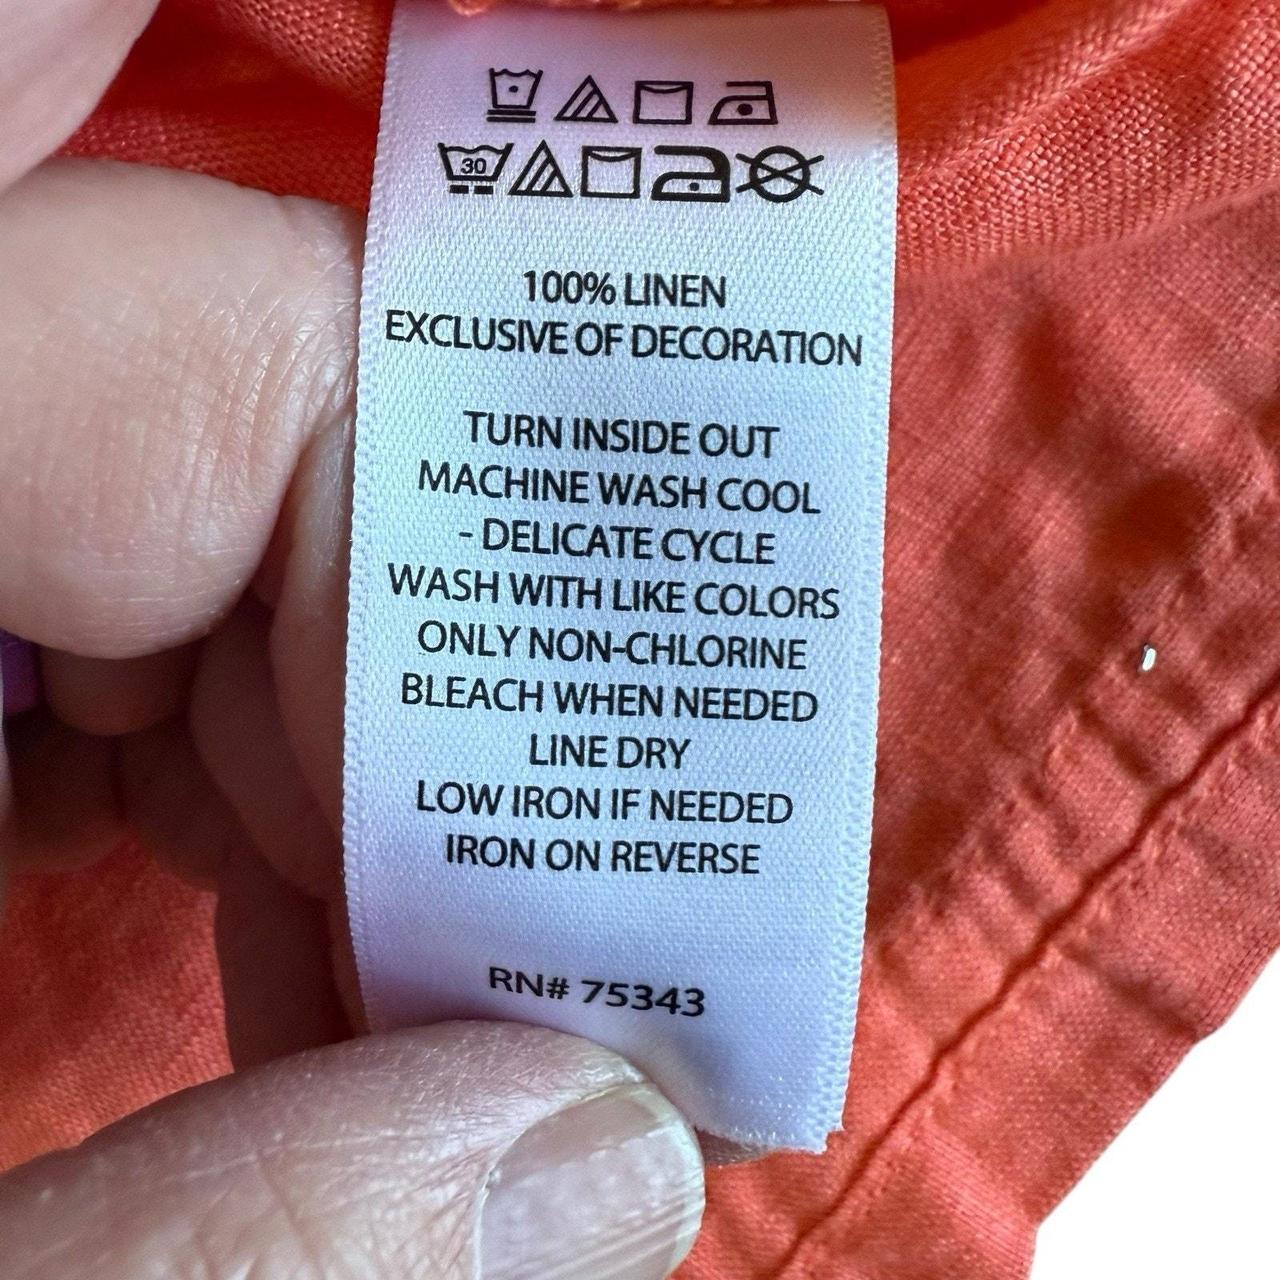 30
100% LINEN
EXCLUSIVE OF DECORATION
TURN INSIDE OUT
MACHINE WASH COOL
- DELICATE CYCLE
WASH WITH LIKE COLORS
ONLY NON-CHLORINE
BLEACH WHEN NEEDED
LINE DRY
LOW IRON IF NEEDED
IRON ON REVERSE
RN# 75343